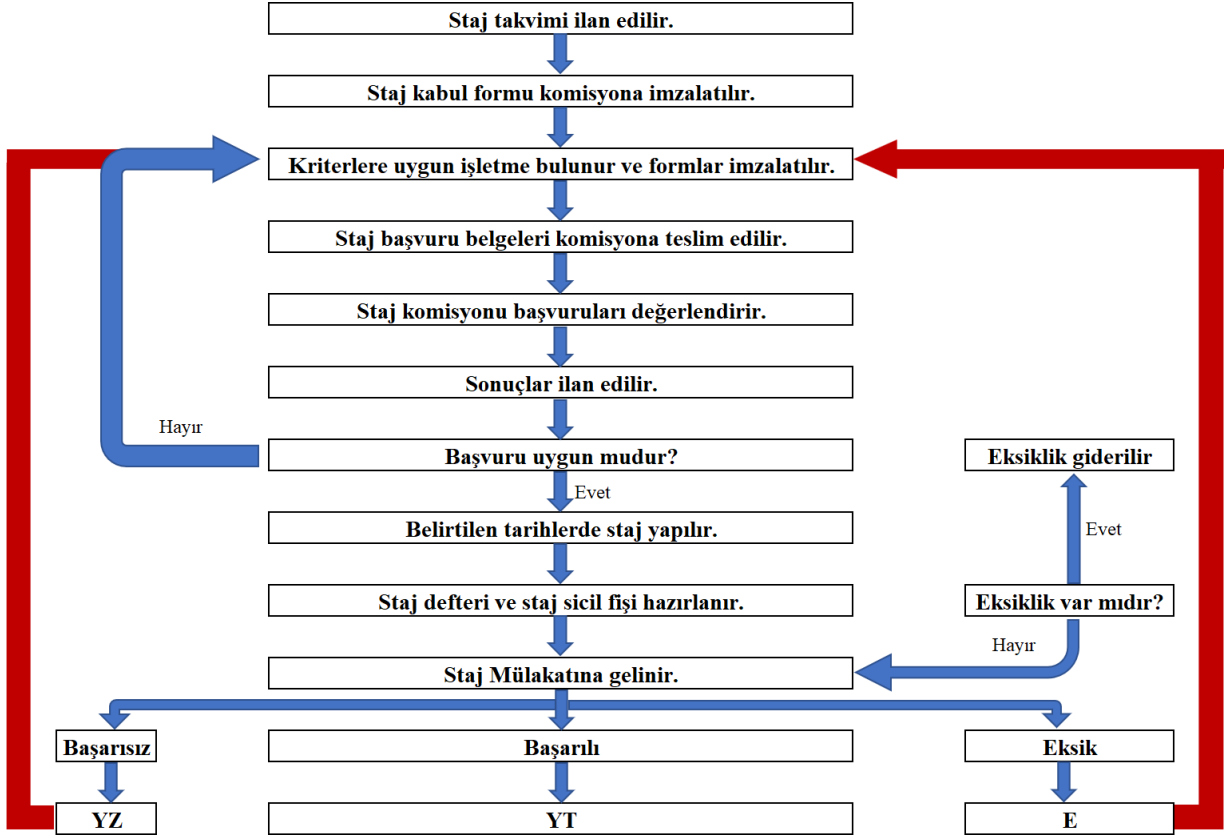 Staj takvimi ilan edilir.
Staj kabul formu komisyona imzalatılır.
Kriterlere uygun işletme bulunur ve formlar imzalatılır.
Staj başvuru belgeleri komisyona teslim edilir.
Staj komisyonu başvuruları değerlendirir.
Sonuçlar ilan edilir.
Hayır
Başvuru uygun mudur?
Eksiklik giderilir
Evet
Belirtilen tarihlerde staj yapılır.
Evet
Staj defteri ve staj sicil fişi hazırlanır.
Eksiklik var mıdır?
Hayır
Staj Mülakatına gelinir.
Başarısız
Başarılı
Eksik
YZ
YT
E